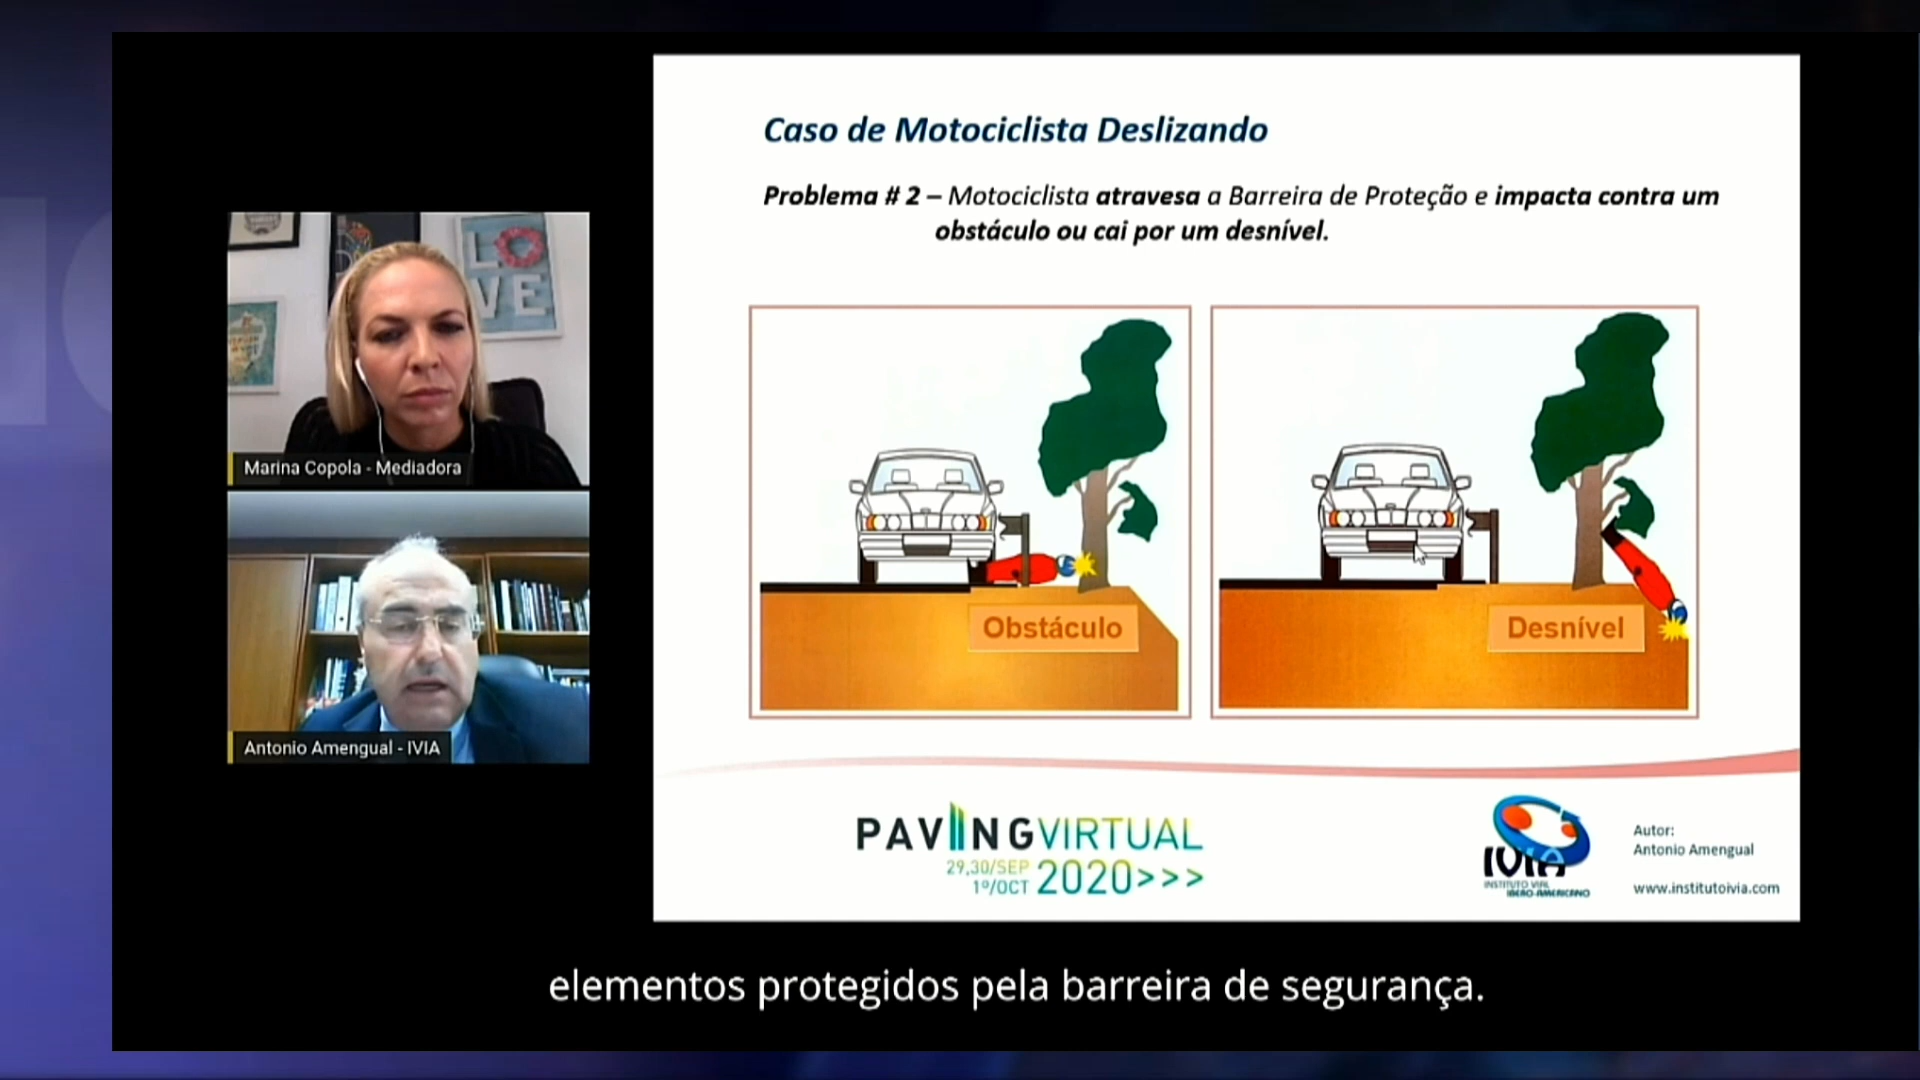 Caso de Motociclista Deslizando
Problema # 2 – Motociclista atravesa a Barreira de Proteção e impacta contra um
obstáculo ou cai por um desnível.
LOVE
Marina Copola - Mediadora
Antonio Amengual - IVIA
Obstáculo
Desnível
PAVINGVIRTUAL
29,30/SEP
1º/OCT
2020>>>
IVIA
INSTITUTO VIAL
IBERO-AMERICANO
Autor:
Antonio Amengual
www.institutoivia.com
elementos protegidos pela barreira de segurança.